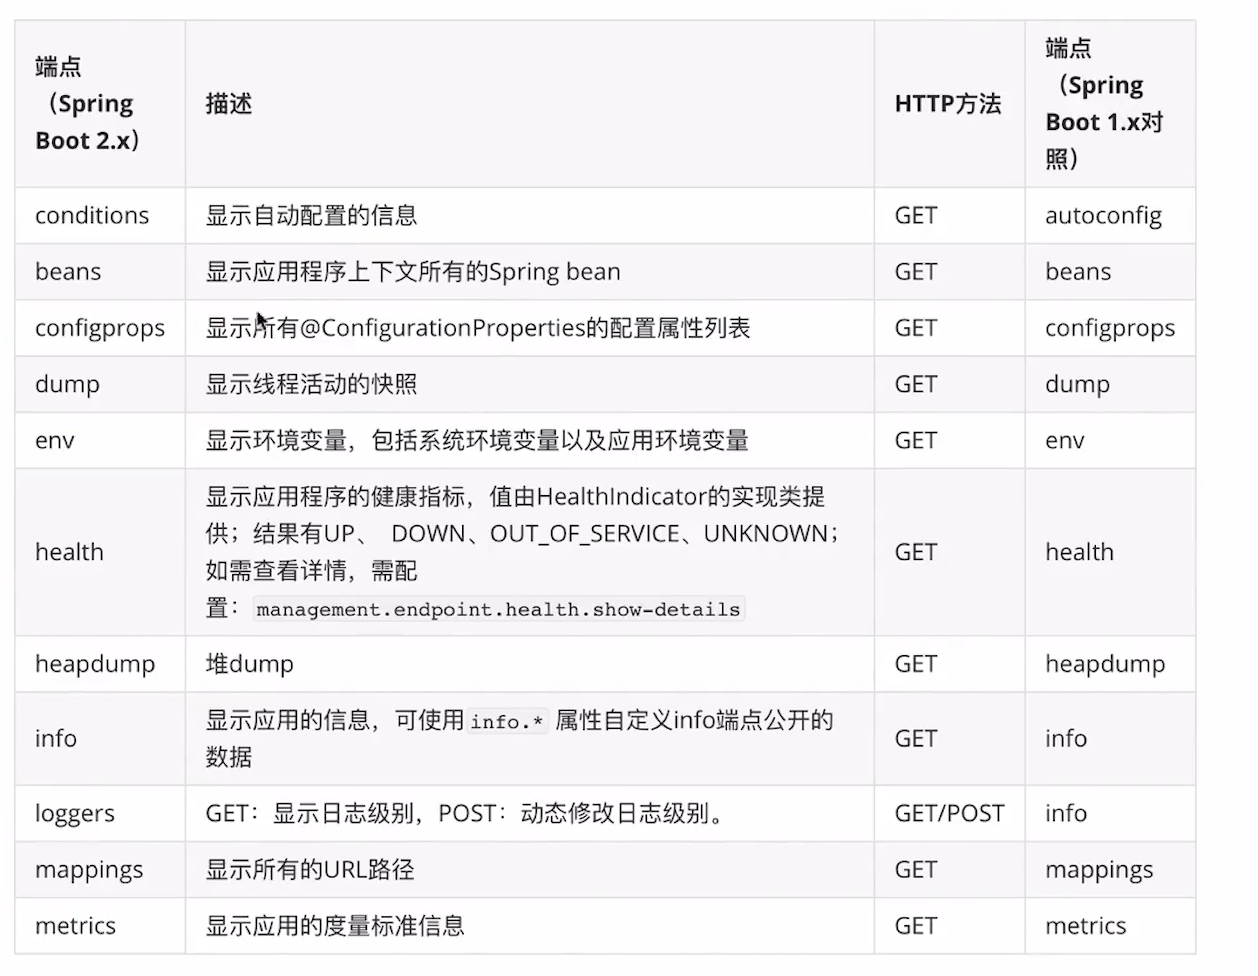 端点
（Spring
Boot 2.x）
描述
HTTP方法
端点
（Spring
Boot 1.x对
照）
conditions
显示自动配置的信息
GET
autoconfig
beans
显示应用程序上下文所有的Spring bean
GET
beans
configprops
显示所有@ConfigurationProperties的配置属性列表
GET
configprops
dump
显示线程活动的快照
GET
dump
env
显示环境变量，包括系统环境变量以及应用环境变量
GET
env
health
显示应用程序的健康指标，值由HealthIndicator的实现类提
供；结果有UP、 DOWN、OUT_OF_SERVICE、UNKNOWN；
如需查看详情，需配
置：management.endpoint.health.show-details
GET
health
heapdump
堆dump
GET
heapdump
info
显示应用的信息，可使用info.* 属性自定义info端点公开的
数据
GET
info
loggers
GET：显示日志级别，POST：动态修改日志级别。
GET/POST
info
mappings
显示所有的URL路径
GET
mappings
metrics
显示应用的度量标准信息
GET
metrics